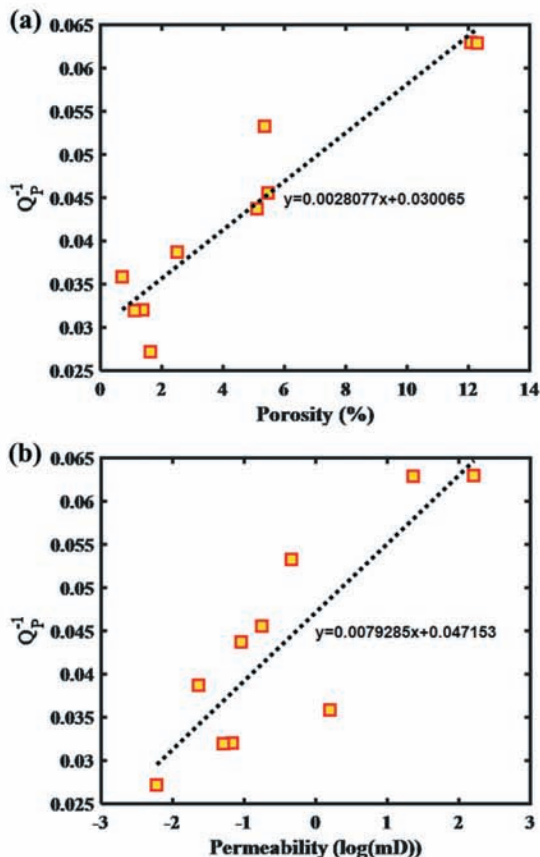 (a)
0.065
0.06
0.055
0.05
0.045
0.04
0.035
0.03
0.025
Q_P^-1
y=0.0028077x+0.030065
0 2 4 6 8 10 12 14
Porosity (%)
(b)
0.065
0.06
0.055
0.05
0.045
0.04
0.035
0.03
0.025
Q_P^-1
y=0.0079285x+0.047153
-3 -2 -1 0 1 2 3
Permeability (log(mD))